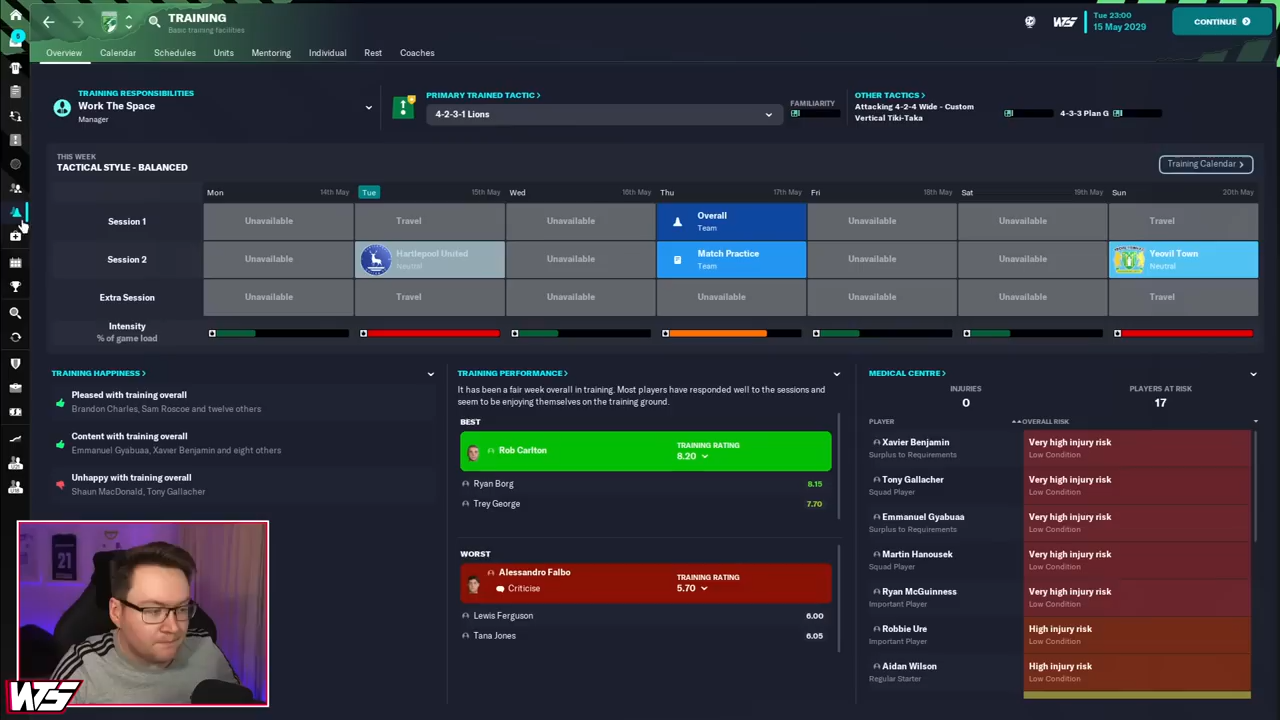 TRAINING
Basic training facilities
WTS
Tue 23:00
15 May 2029
CONTINUE
5
Overview Calendar Schedules Units Mentoring Individual Rest Coaches
TRAINING RESPONSIBILITIES
Work The Space
Manager
PRIMARY TRAINED TACTIC >
4-2-3-1 Lions
FAMILIARITY
OTHER TACTICS >
Attacking 4-2-4 Wide - Custom
Vertical Tiki-Taka
4-3-3 Plan G
THIS WEEK
TACTICAL STYLE - BALANCED
Training Calendar >
Mon 14th May Tue 15th May Wed 16th May Thu 17th May Fri 18th May Sat 19th May Sun 20th May
Session 1 Unavailable Travel Unavailable Overall Team Unavailable Unavailable Travel
Session 2 Unavailable Hartlepool United Neutral Unavailable Match Practice Team Unavailable Unavailable Yeovil Town Neutral
Extra Session Unavailable Travel Unavailable Unavailable Unavailable Unavailable Travel
Intensity
% of game load
TRAINING HAPPINESS >
Pleased with training overall
Brandon Charles, Sam Roscoe and twelve others
Content with training overall
Emmanuel Gyabuaa, Xavier Benjamin and eight others
Unhappy with training overall
Shaun MacDonald, Tony Gallacher
TRAINING PERFORMANCE >
It has been a fair week overall in training. Most players have responded well to the sessions and
seem to be enjoying themselves on the training ground.
BEST
Rob Carlton
TRAINING RATING
8.20
Ryan Borg 8.15
Trey George 7.70
WORST
Alessandro Falbo
Criticise
TRAINING RATING
5.70
Lewis Ferguson 6.00
Tana Jones 6.05
MEDICAL CENTRE >
INJURIES
0
PLAYERS AT RISK
17
PLAYER OVERALL RISK
Xavier Benjamin Very high injury risk
Surplus to Requirements Low Condition
Tony Gallacher Very high injury risk
Squad Player Low Condition
Emmanuel Gyabuaa Very high injury risk
Surplus to Requirements Low Condition
Martin Hanousek Very high injury risk
Squad Player Low Condition
Ryan McGuinness Very high injury risk
Important Player Low Condition
Robbie Ure High injury risk
Important Player Low Condition
Aidan Wilson High injury risk
Regular Starter Low Condition
21
WTS